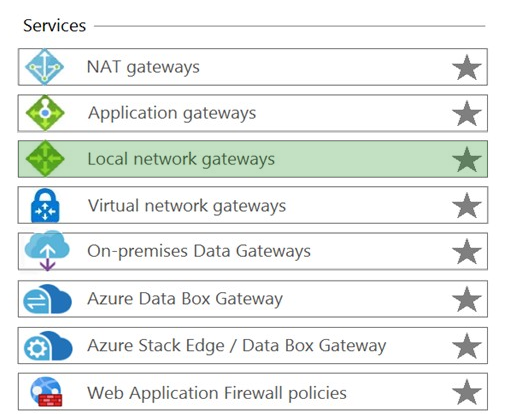 Services
NAT gateways
Application gateways
Local network gateways
Virtual network gateways
On-premises Data Gateways
Azure Data Box Gateway
Azure Stack Edge / Data Box Gateway
Web Application Firewall policies